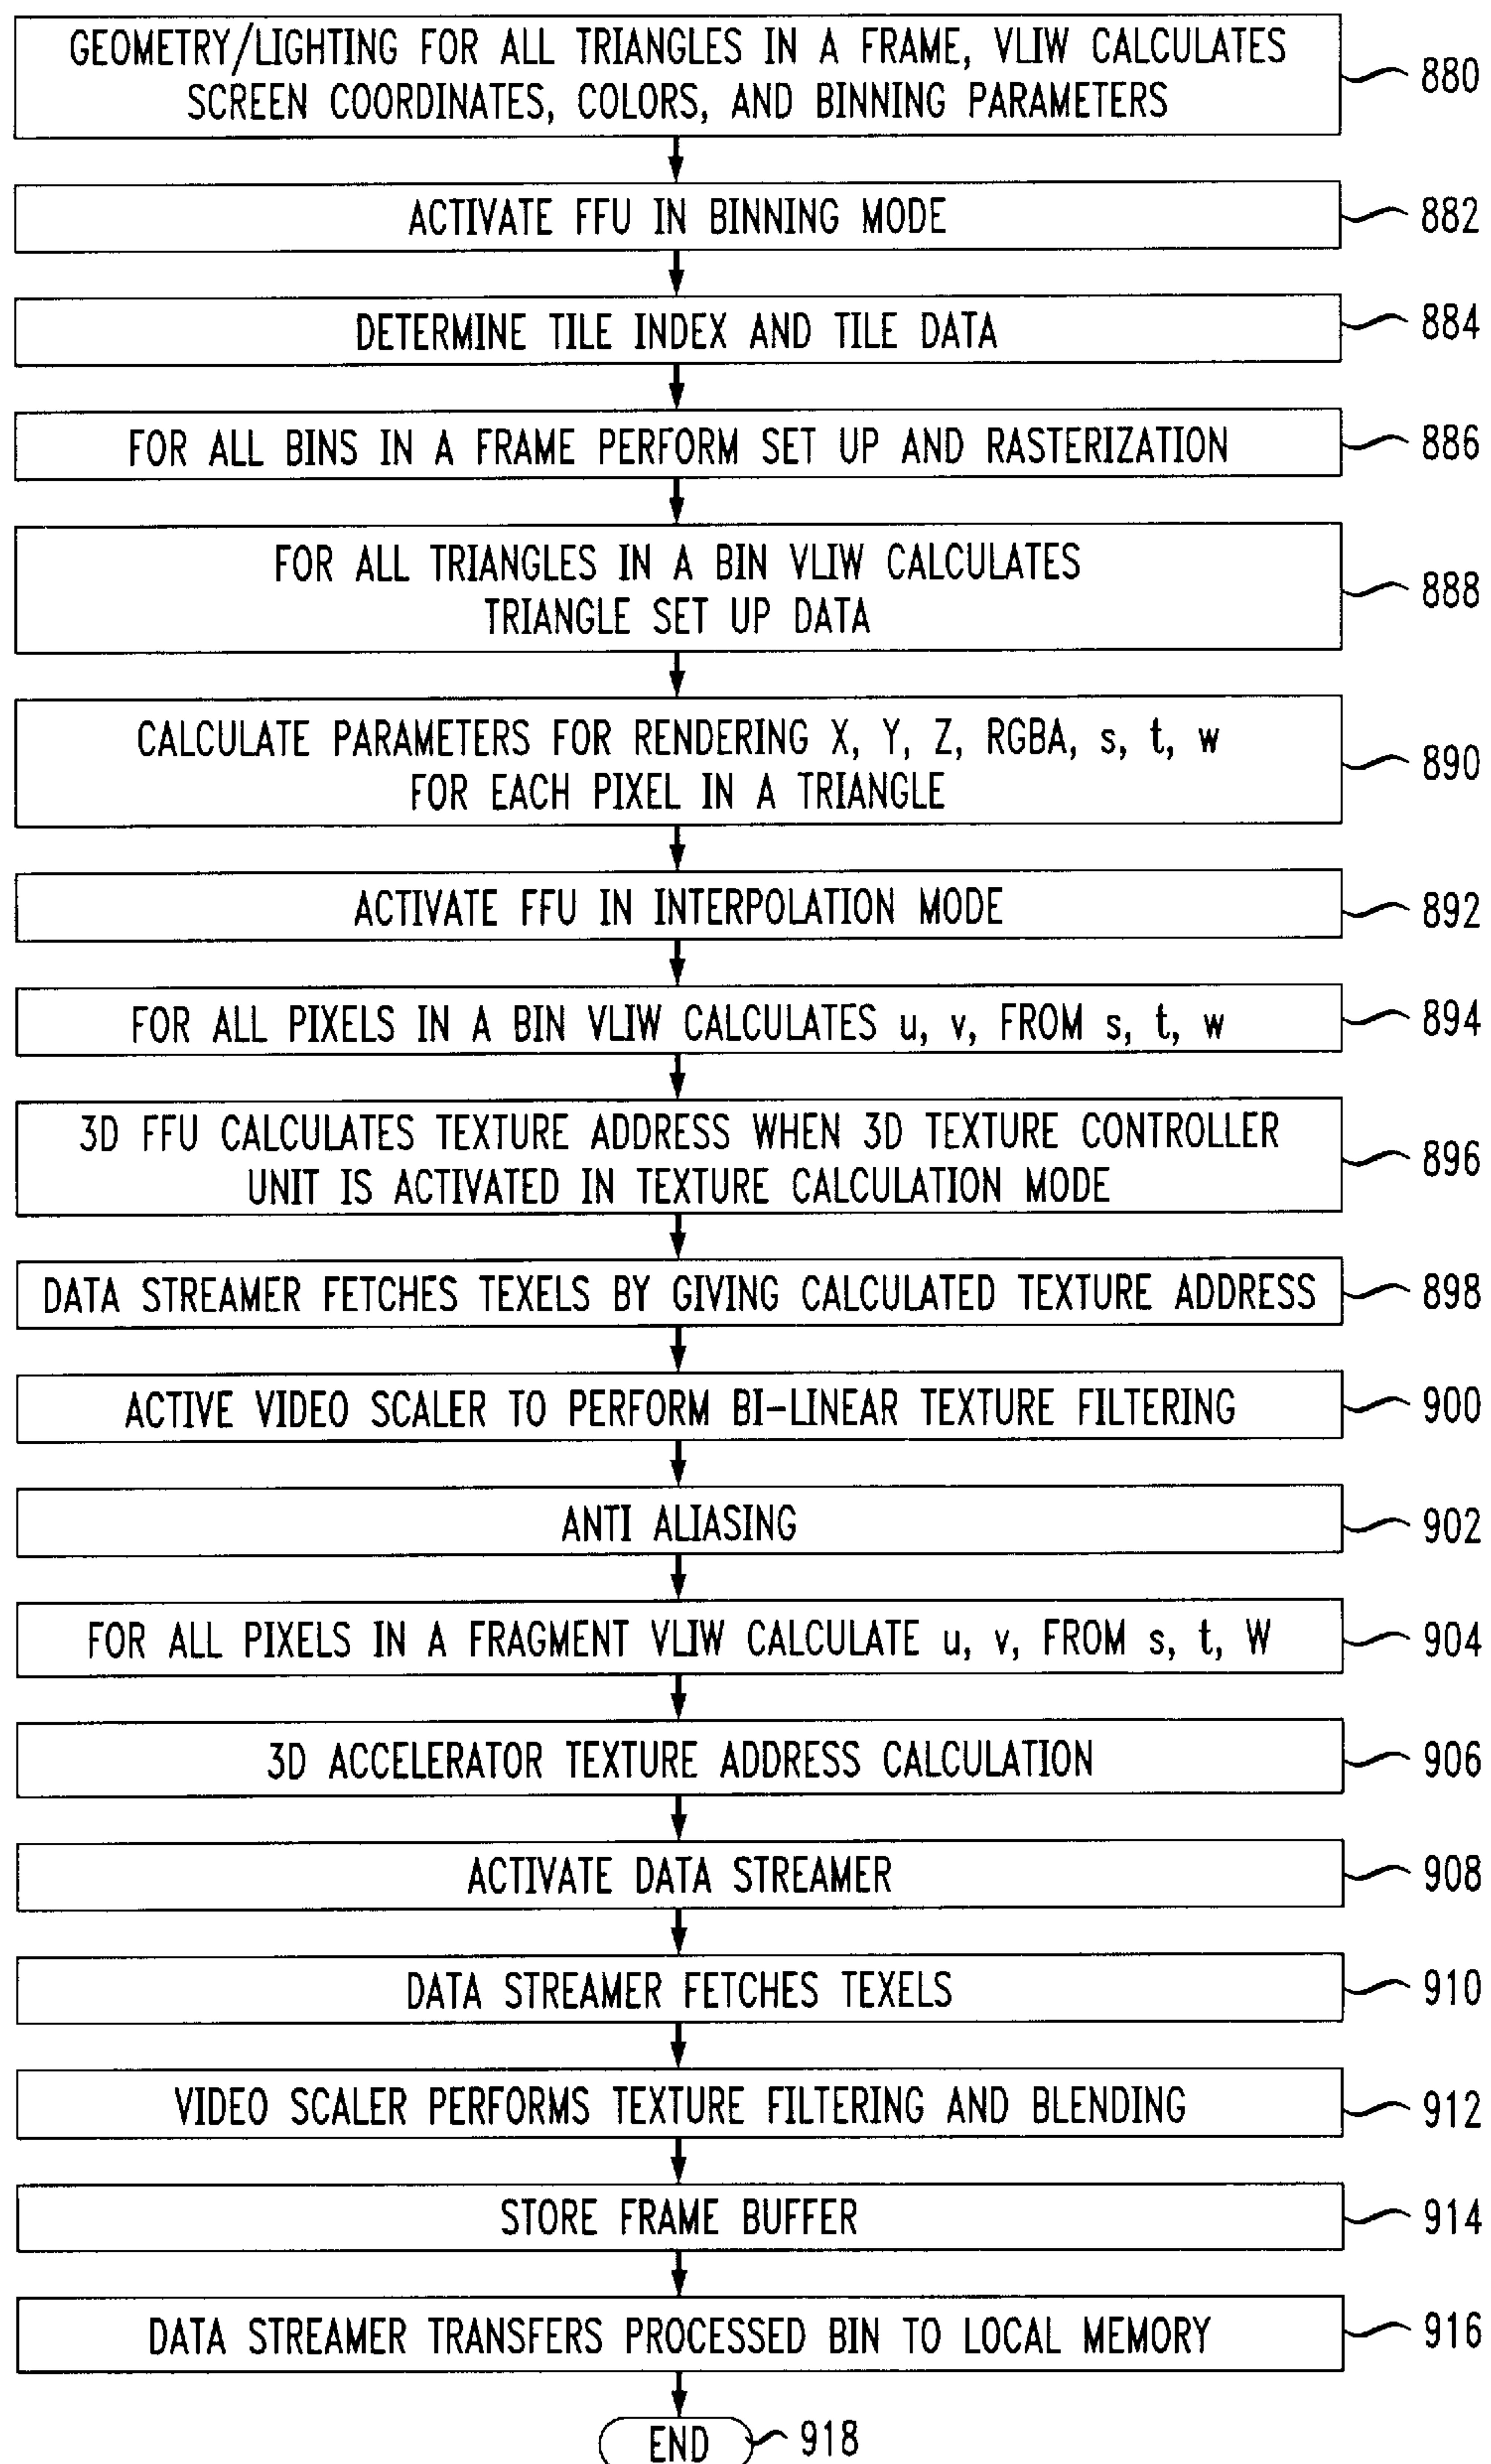 GEOMETRY/LIGHTING FOR ALL TRIANGLES IN A FRAME, VLIW CALCULATES
SCREEN COORDINATES, COLORS, AND BINNING PARAMETERS
880
ACTIVATE FFU IN BINNING MODE
882
DETERMINE TILE INDEX AND TILE DATA
884
FOR ALL BINS IN A FRAME PERFORM SET UP AND RASTERIZATION
886
FOR ALL TRIANGLES IN A BIN VLIW CALCULATES
TRIANGLE SET UP DATA
888
CALCULATE PARAMETERS FOR RENDERING X, Y, Z, RGBA, s, t, w
FOR EACH PIXEL IN A TRIANGLE
890
ACTIVATE FFU IN INTERPOLATION MODE
892
FOR ALL PIXELS IN A BIN VLIW CALCULATES u, v, FROM s, t, w
894
3D FFU CALCULATES TEXTURE ADDRESS WHEN 3D TEXTURE CONTROLLER
UNIT IS ACTIVATED IN TEXTURE CALCULATION MODE
896
DATA STREAMER FETCHES TEXELS BY GIVING CALCULATED TEXTURE ADDRESS
898
ACTIVE VIDEO SCALER TO PERFORM BI-LINEAR TEXTURE FILTERING
900
ANTI ALIASING
902
FOR ALL PIXELS IN A FRAGMENT VLIW CALCULATE u, v, FROM s, t, W
904
3D ACCELERATOR TEXTURE ADDRESS CALCULATION
906
ACTIVATE DATA STREAMER
908
DATA STREAMER FETCHES TEXELS
910
VIDEO SCALER PERFORMS TEXTURE FILTERING AND BLENDING
912
STORE FRAME BUFFER
914
DATA STREAMER TRANSFERS PROCESSED BIN TO LOCAL MEMORY
916
END
918